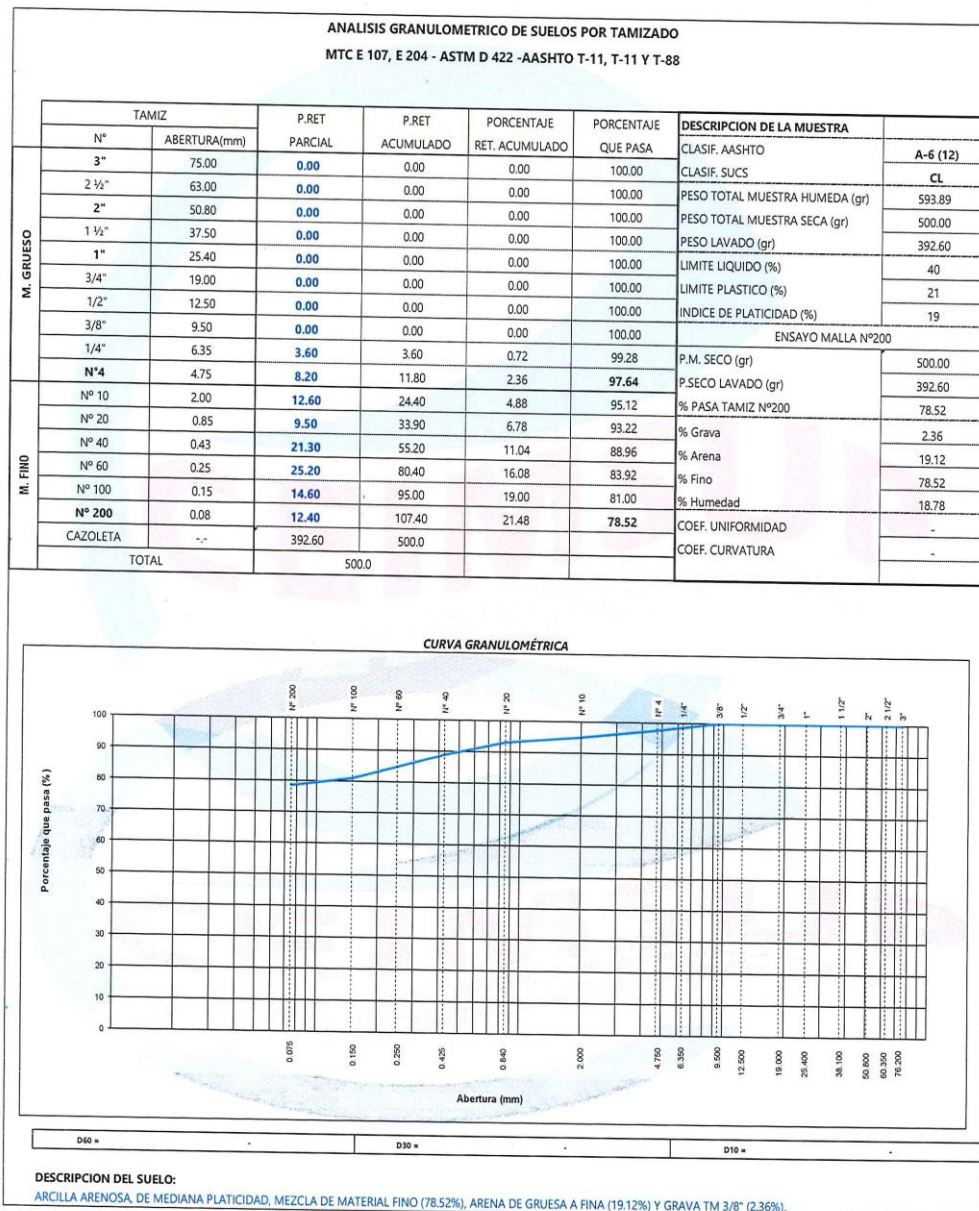 ANALISIS GRANULOMETRICO DE SUELOS POR TAMIZADO
MTC E 107, E 204 - ASTM D 422 -AASHTO T-11, T-11 Y T-88
TAMIZ P.RET P.RET PORCENTAJE PORCENTAJE
N° ABERTURA(mm) PARCIAL ACUMULADO RET. ACUMULADO QUE PASA
M. GRUESO
3" 75.00 0.00 0.00 0.00 100.00
2 ½" 63.00 0.00 0.00 0.00 100.00
2" 50.80 0.00 0.00 0.00 100.00
1 ½" 37.50 0.00 0.00 0.00 100.00
1" 25.40 0.00 0.00 0.00 100.00
3/4" 19.00 0.00 0.00 0.00 100.00
1/2" 12.50 0.00 0.00 0.00 100.00
3/8" 9.50 0.00 0.00 0.00 100.00
1/4" 6.35 3.60 3.60 0.72 99.28
N°4 4.75 8.20 11.80 2.36 97.64
M. FINO
Nº 10 2.00 12.60 24.40 4.88 95.12
Nº 20 0.85 9.50 33.90 6.78 93.22
Nº 40 0.43 21.30 55.20 11.04 88.96
Nº 60 0.25 25.20 80.40 16.08 83.92
Nº 100 0.15 14.60 95.00 19.00 81.00
Nº 200 0.08 12.40 107.40 21.48 78.52
CAZOLETA -.- 392.60 500.0
TOTAL 500.0
DESCRIPCION DE LA MUESTRA
CLASIF. AASHTO A-6 (12)
CLASIF. SUCS CL
PESO TOTAL MUESTRA HUMEDA (gr) 593.89
PESO TOTAL MUESTRA SECA (gr) 500.00
PESO LAVADO (gr) 392.60
LIMITE LIQUIDO (%) 40
LIMITE PLASTICO (%) 21
INDICE DE PLATICIDAD (%) 19
ENSAYO MALLA Nº200
P.M. SECO (gr) 500.00
P.SECO LAVADO (gr) 392.60
% PASA TAMIZ Nº200 78.52
% Grava 2.36
% Arena 19.12
% Fino 78.52
% Humedad 18.78
COEF. UNIFORMIDAD -
COEF. CURVATURA -
CURVA GRANULOMÉTRICA
Nº 200 Nº 100 Nº 60 Nº 40 Nº 20 Nº 10 Nº 4 1/4" 3/8" 1/2" 3/4" 1" 1 1/2" 2" 2 1/2" 3"
Porcentaje que pasa (%)
100
90
80
70
60
50
40
30
20
10
0
0.075 0.150 0.250 0.425 0.840 2.000 4.750 6.350 9.500 12.500 19.000 25.400 38.100 50.800 60.350 76.200
Abertura (mm)
D60 = - D30 = - D10 = -
DESCRIPCION DEL SUELO:
ARCILLA ARENOSA, DE MEDIANA PLATICIDAD, MEZCLA DE MATERIAL FINO (78.52%), ARENA DE GRUESA A FINA (19.12%) Y GRAVA TM 3/8" (2.36%).